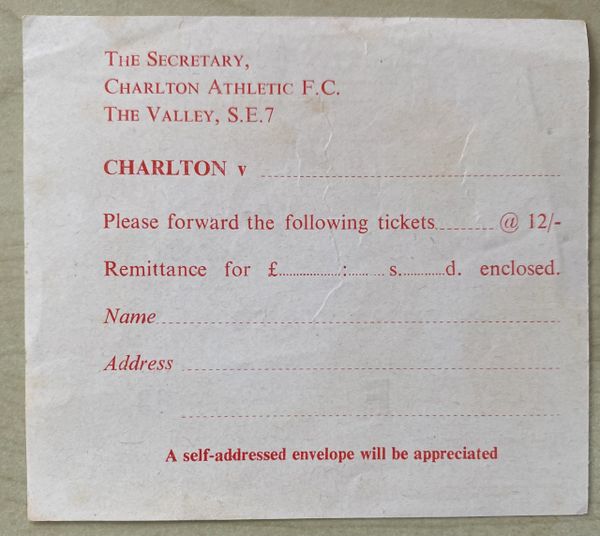 The Secretary,
Charlton Athletic F.C.
The Valley, S.E.7
CHARLTON v
Please forward the following tickets @ 12/-
Remittance for £ : s. d. enclosed.
Name
Address
A self-addressed envelope will be appreciated